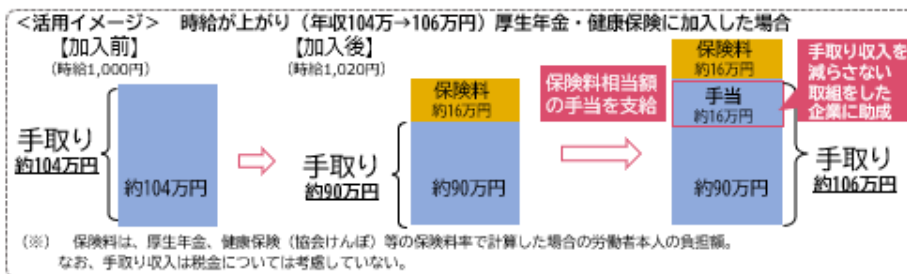 <活用イメージ> 時給が上がり（年収104万→106万円）厚生年金・健康保険に加入した場合
【加入前】
（時給1,000円）
手取り
約104万円
約104万円
【加入後】
（時給1,020円）
手取り
約90万円
保険料
約16万円
約90万円
保険料相当額
の手当を支給
保険料
約16万円
手当
約16万円
約90万円
手取り収入を
減らさない
取組をした
企業に助成
手取り
約106万円
（※） 保険料は、厚生年金、健康保険（協会けんぽ）等の保険料率で計算した場合の労働者本人の負担額。
なお、手取り収入は税金については考慮していない。